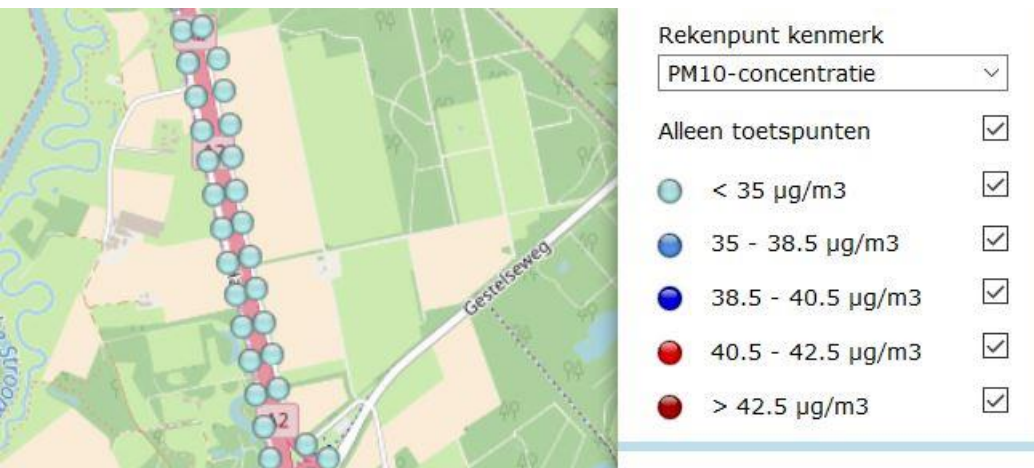 Rekenpunt kenmerk
PM10-concentratie
Alleen toetspunten
< 35 µg/m3
35 - 38.5 µg/m3
38.5 - 40.5 µg/m3
40.5 - 42.5 µg/m3
> 42.5 µg/m3
Gestelseweg
A2